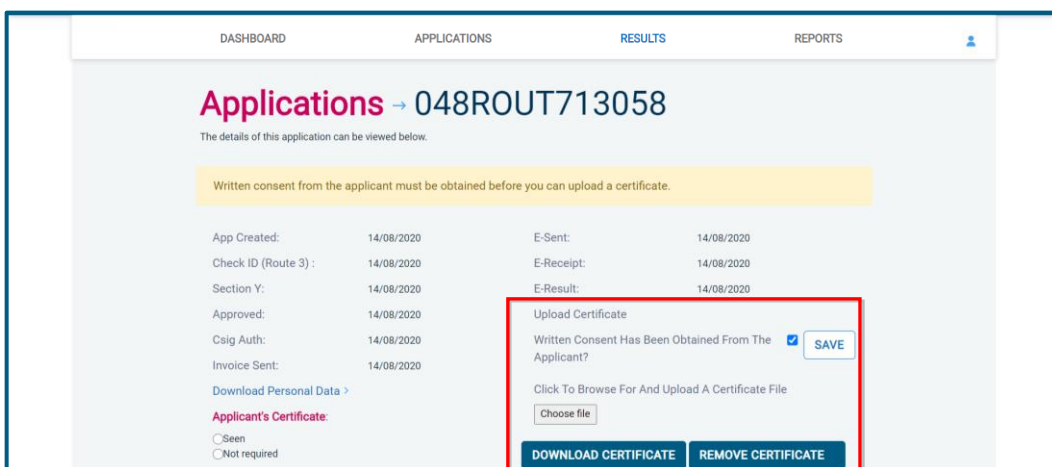 DASHBOARD APPLICATIONS RESULTS REPORTS
Applications → 048ROUT713058
The details of this application can be viewed below.
Written consent from the applicant must be obtained before you can upload a certificate.
App Created: 14/08/2020 E-Sent: 14/08/2020
Check ID (Route 3) : 14/08/2020 E-Receipt: 14/08/2020
Section Y: 14/08/2020 E-Result: 14/08/2020
Approved: 14/08/2020 Upload Certificate
Csig Auth: 14/08/2020 Written Consent Has Been Obtained From The
Applicant? SAVE
Invoice Sent: 14/08/2020
Download Personal Data > Click To Browse For And Upload A Certificate File
Applicant's Certificate: Choose file
Seen
Not required
DOWNLOAD CERTIFICATE REMOVE CERTIFICATE